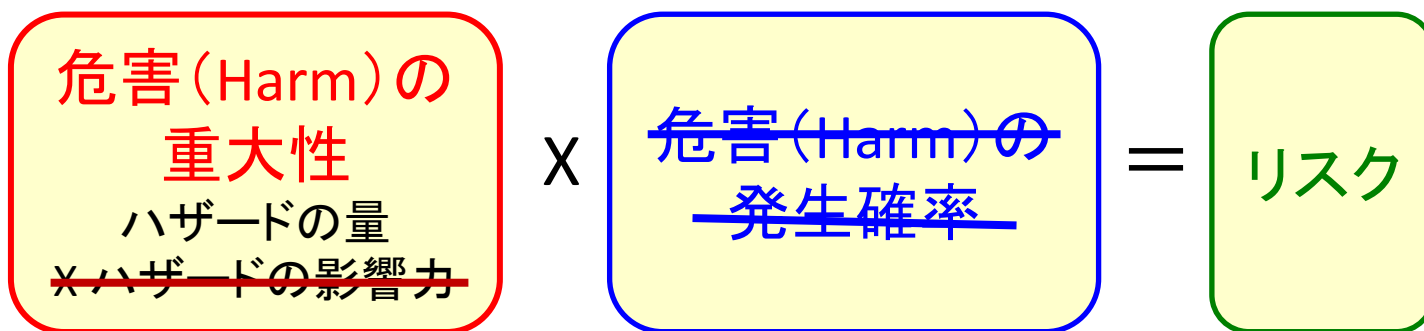 危害（Harm）の
重大性
ハザードの量
x ハザードの影響力
x
危害（Harm）の
発生確率
＝
リスク